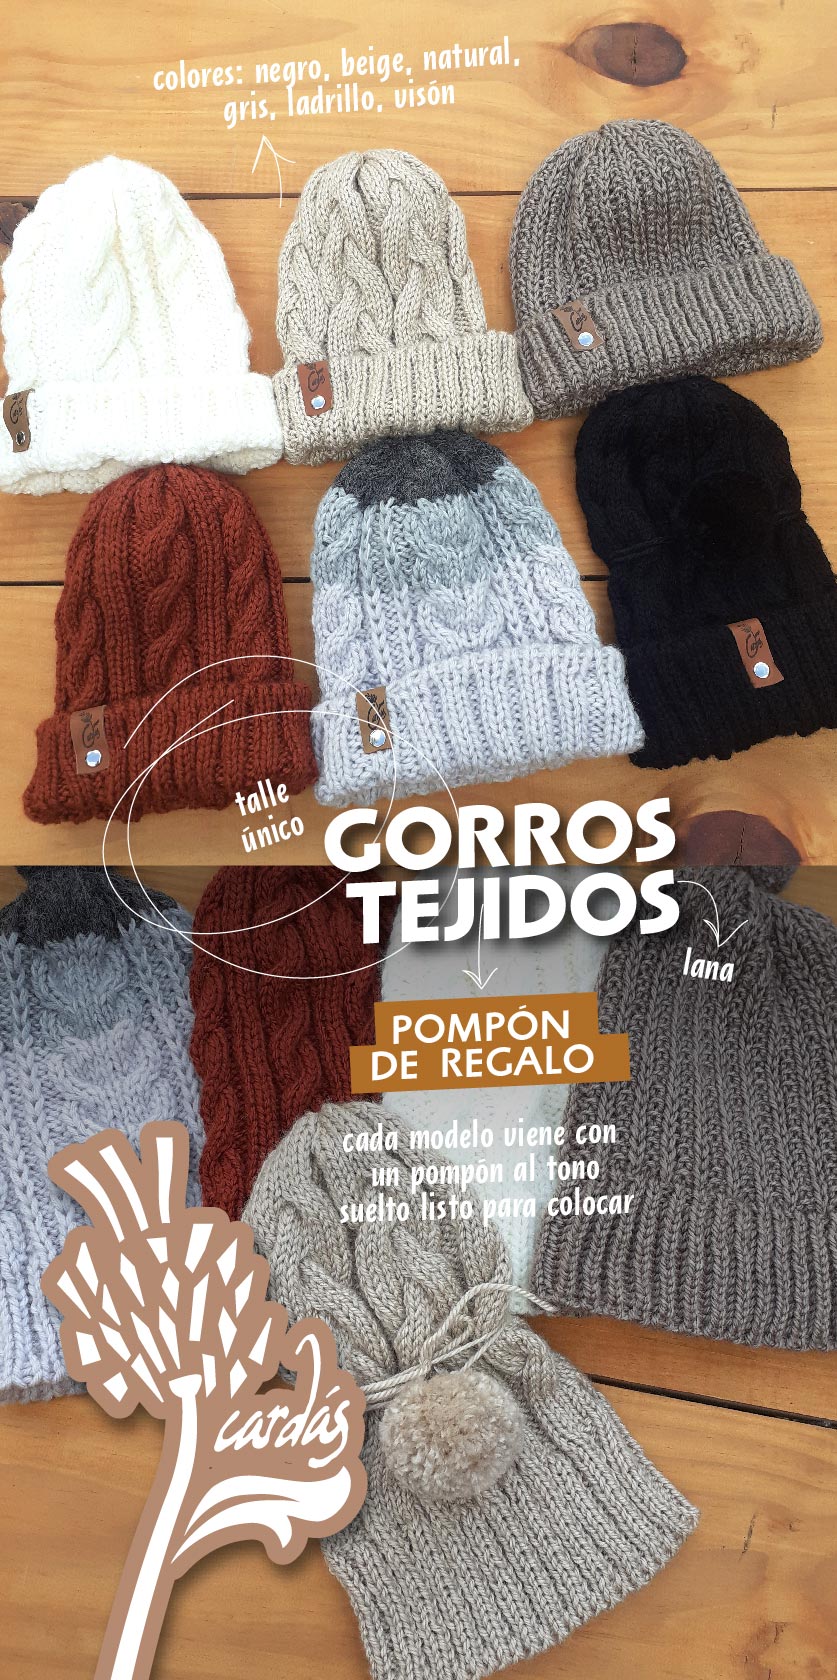 colores: negro, beige, natural,
gris, ladrillo, visón
talle
único
GORROS
TEJIDOS
lana
POMPÓN
DE REGALO
cada modelo viene con
un pompón al tono
suelto listo para colocar
cardás